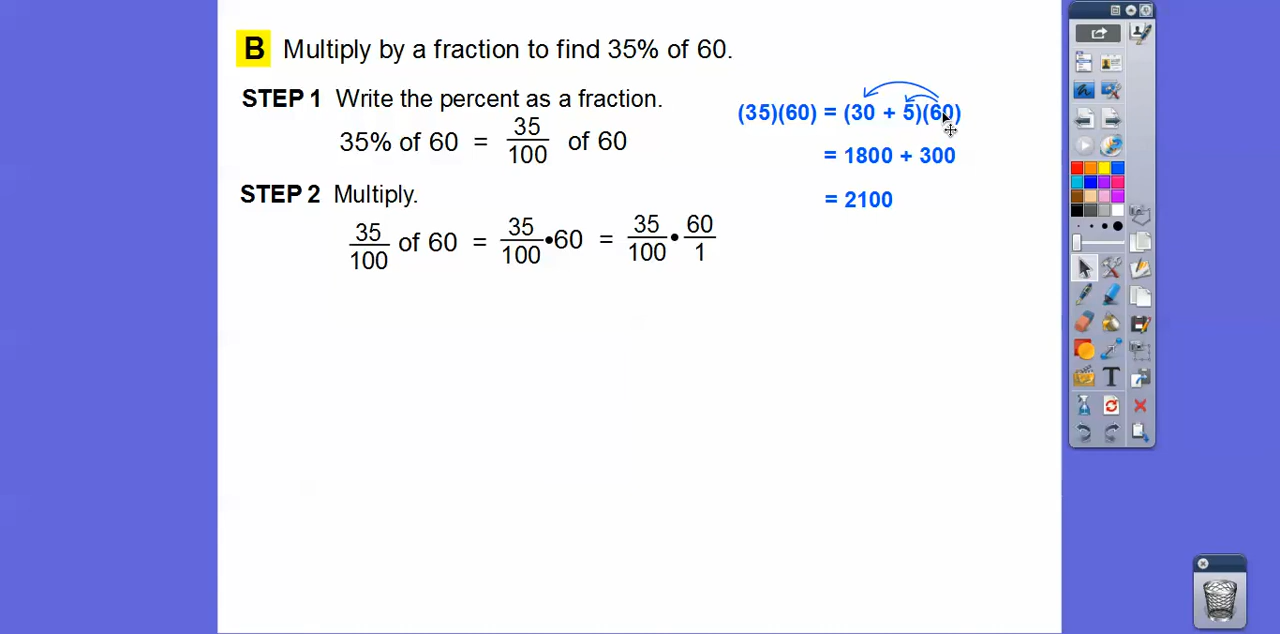 B Multiply by a fraction to find 35% of 60.
STEP 1 Write the percent as a fraction.
35% of 60 = 35/100 of 60
(35)(60) = (30 + 5)(60)
= 1800 + 300
= 2100
STEP 2 Multiply.
35/100 of 60 = 35/100 • 60 = 35/100 • 60/1
T